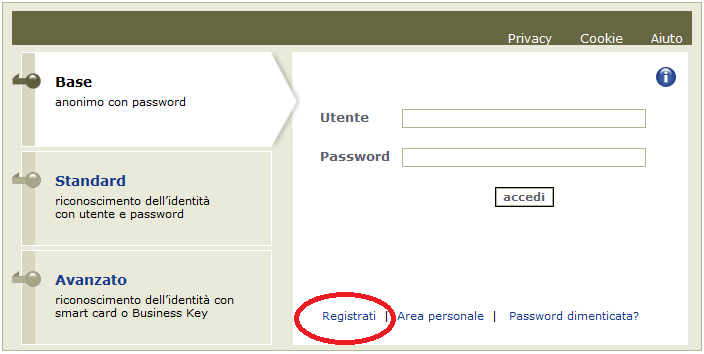 Privacy Cookie Aiuto
Base
anonimo con password
Standard
riconoscimento dell'identità
con utente e password
Avanzato
riconoscimento dell'identità con
smart card o Business Key
i
Utente
Password
accedi
Registrati | Area personale | Password dimenticata?